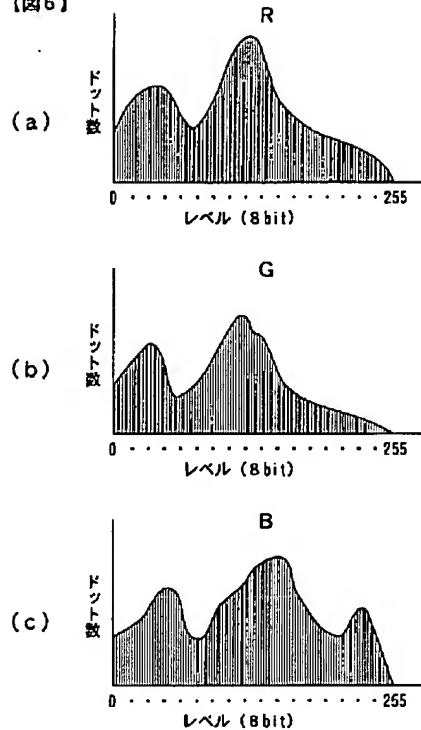 【図6】
R
(a)
ドット数
0 255
レベル (8bit)
G
(b)
ドット数
0 255
レベル (8bit)
B
(c)
ドット数
0 255
レベル (8bit)